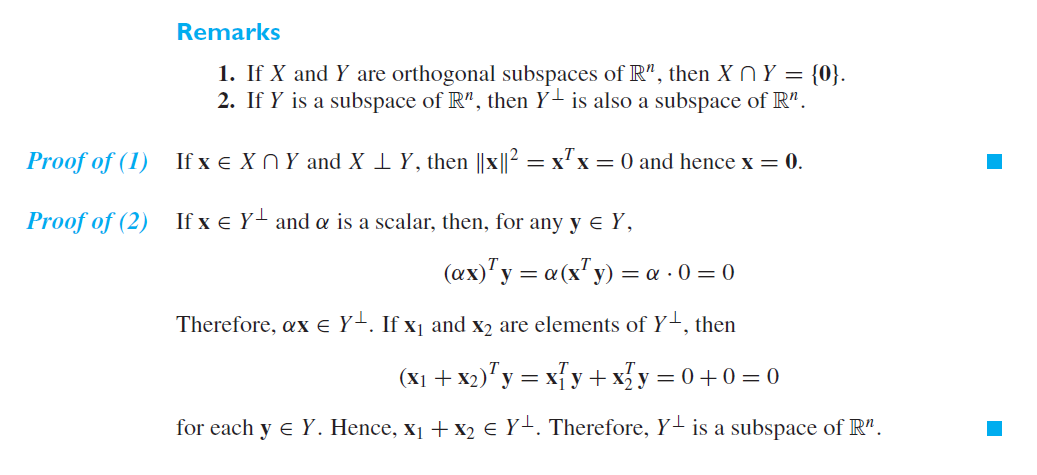 Remarks
1. If X and Y are orthogonal subspaces of ℝⁿ, then X ∩ Y = {0}.
2. If Y is a subspace of ℝⁿ, then Y⊥ is also a subspace of ℝⁿ.
Proof of (1) If x ∈ X ∩ Y and X ⊥ Y, then ‖x‖² = xᵀx = 0 and hence x = 0.
Proof of (2) If x ∈ Y⊥ and α is a scalar, then, for any y ∈ Y,
(αx)ᵀy = α(xᵀy) = α · 0 = 0
Therefore, αx ∈ Y⊥. If x₁ and x₂ are elements of Y⊥, then
(x₁ + x₂)ᵀy = x₁ᵀy + x₂ᵀy = 0 + 0 = 0
for each y ∈ Y. Hence, x₁ + x₂ ∈ Y⊥. Therefore, Y⊥ is a subspace of ℝⁿ.